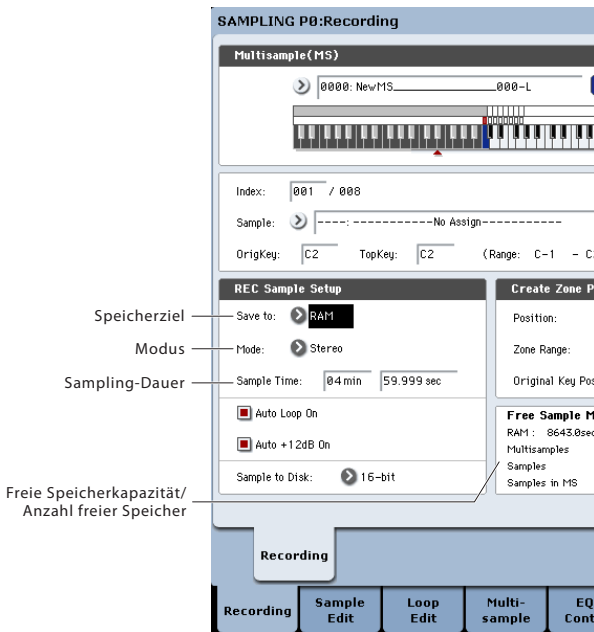 SAMPLING P0:Recording
Multisample(MS)
0000: NewMS____________000-L
Index: 001 / 008
Sample: ----: ------------No Assign------------
OrigKey: C2 TopKey: C2 (Range: C-1 – C
REC Sample Setup
Speicherziel
Save to: RAM
Modus
Mode: Stereo
Sampling-Dauer
Sample Time: 04 min 59.999 sec
Auto Loop On
Auto +12dB On
Sample to Disk: 16-bit
Freie Speicherkapazität/
Anzahl freier Speicher
Create Zone P
Position:
Zone Range:
Original Key Pos
Free Sample M
RAM : 8643.0sec
Multisamples
Samples
Samples in MS
Recording
Recording
Sample
Edit
Loop
Edit
Multi-
sample
EQ
Cont